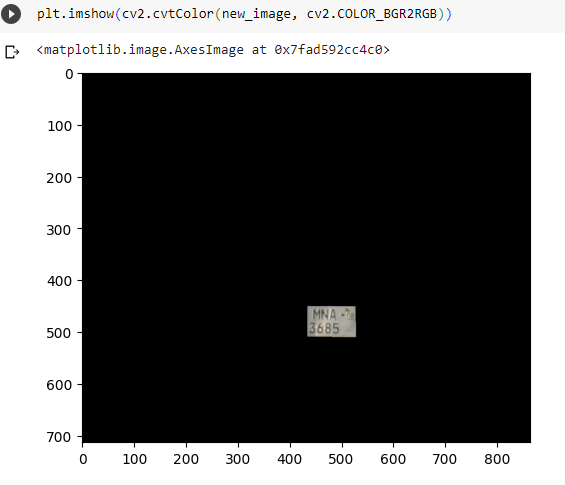 plt.imshow(cv2.cvtColor(new_image, cv2.COLOR_BGR2RGB))
<matplotlib.image.AxesImage at 0x7fad592cc4c0>
0
100
200
300
400
500
600
700
MNA
3685
0 100 200 300 400 500 600 700 800